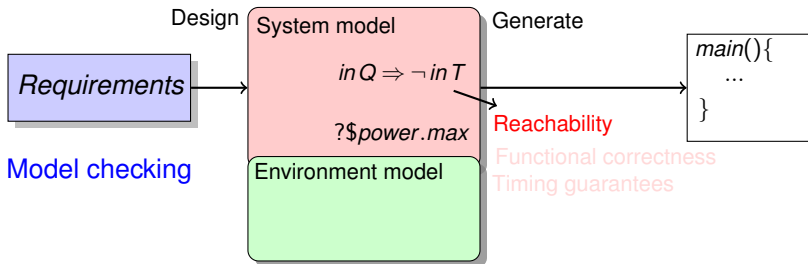 Design
System model
Generate
Requirements
in Q ⇒ ¬ in T
main(){
...
}
Reachability
?$power.max
Functional correctness
Model checking
Environment model
Timing guarantees